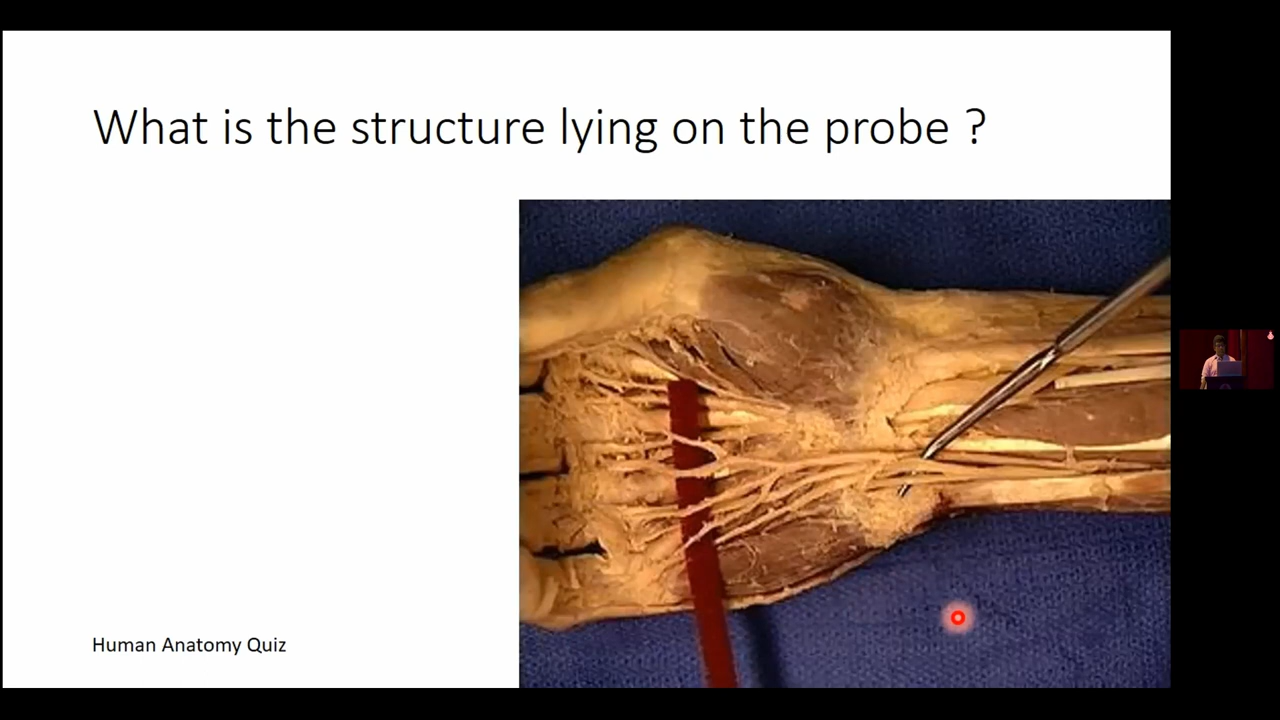 What is the structure lying on the probe ?
Human Anatomy Quiz